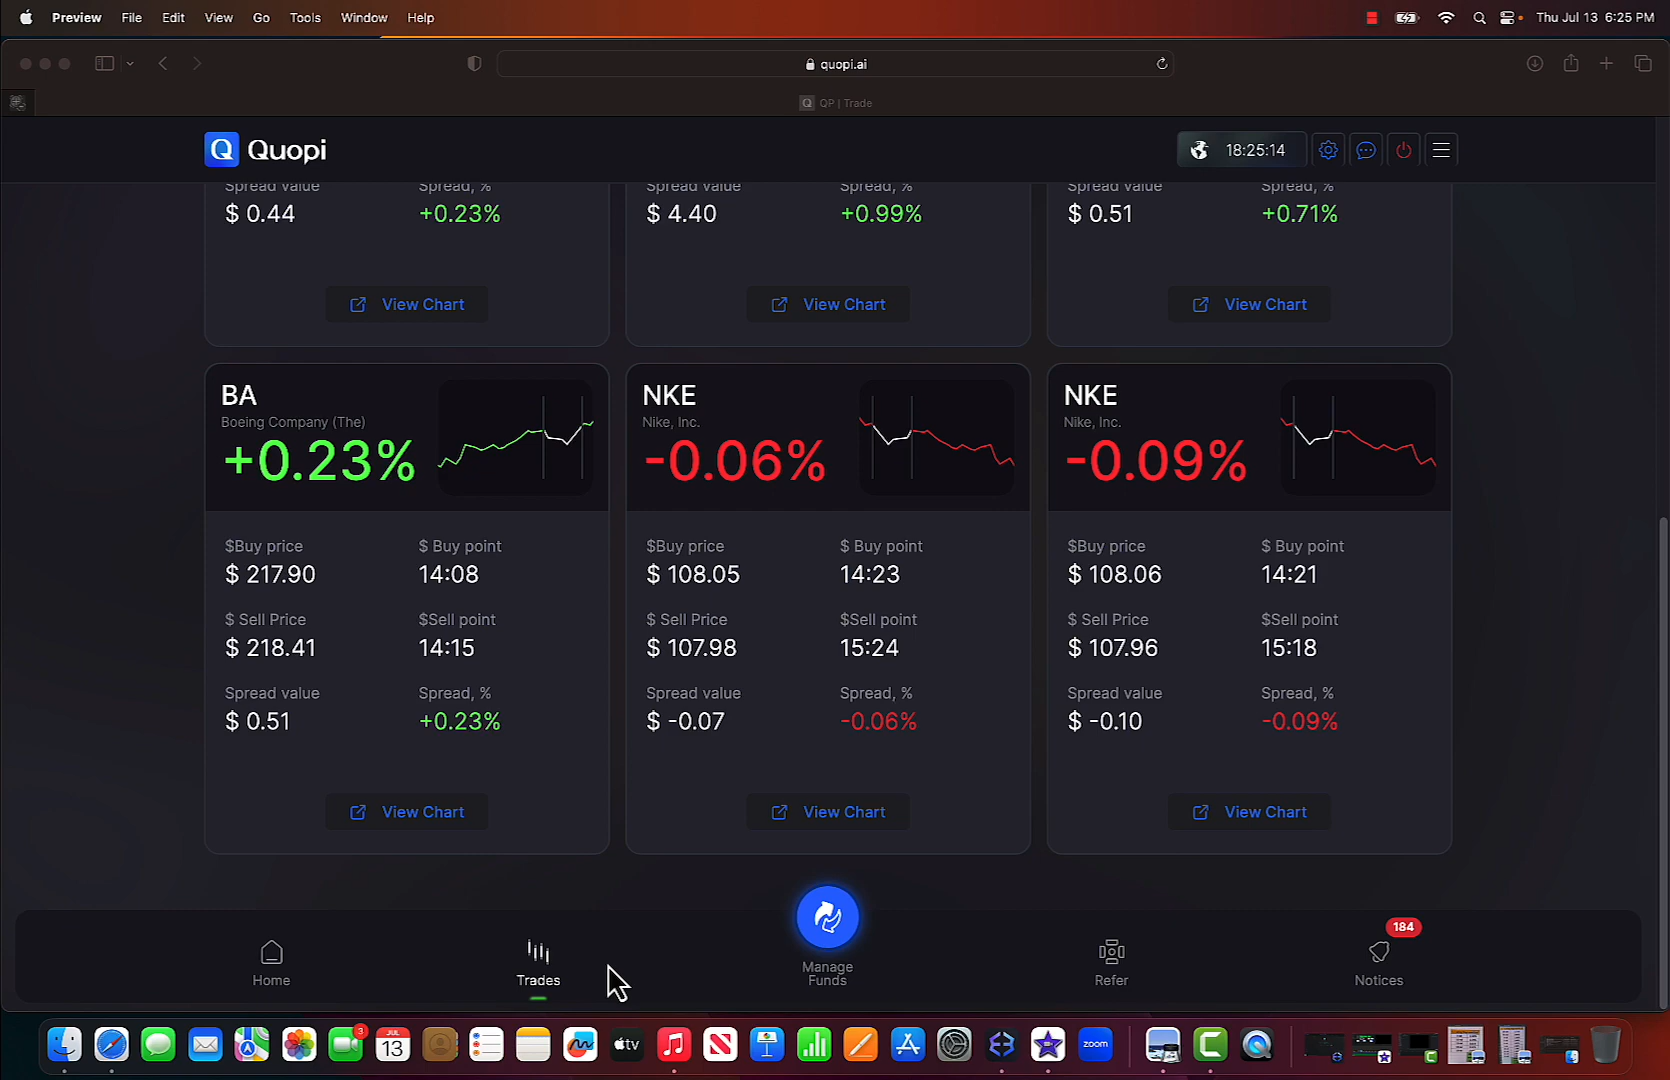 Preview File Edit View Go Tools Window Help Thu Jul 13 6:25 PM
quopi.ai
Q QP | Trade
Q Quopi 18:25:14
Spread value Spread, % Spread value Spread, % Spread value Spread, %
$ 0.44 +0.23% $ 4.40 +0.99% $ 0.51 +0.71%
View Chart View Chart View Chart
BA NKE NKE
Boeing Company (The) Nike, Inc. Nike, Inc.
+0.23% -0.06% -0.09%
$Buy price $ Buy point $Buy price $ Buy point $Buy price $ Buy point
$ 217.90 14:08 $ 108.05 14:23 $ 108.06 14:21
$ Sell Price $Sell point $ Sell Price $Sell point $ Sell Price $Sell point
$ 218.41 14:15 $ 107.98 15:24 $ 107.96 15:18
Spread value Spread, % Spread value Spread, % Spread value Spread, %
$ 0.51 +0.23% $ -0.07 -0.06% $ -0.10 -0.09%
View Chart View Chart View Chart
184
Home Trades Manage Refer Notices
Funds
3
JUL
13 tv zoom